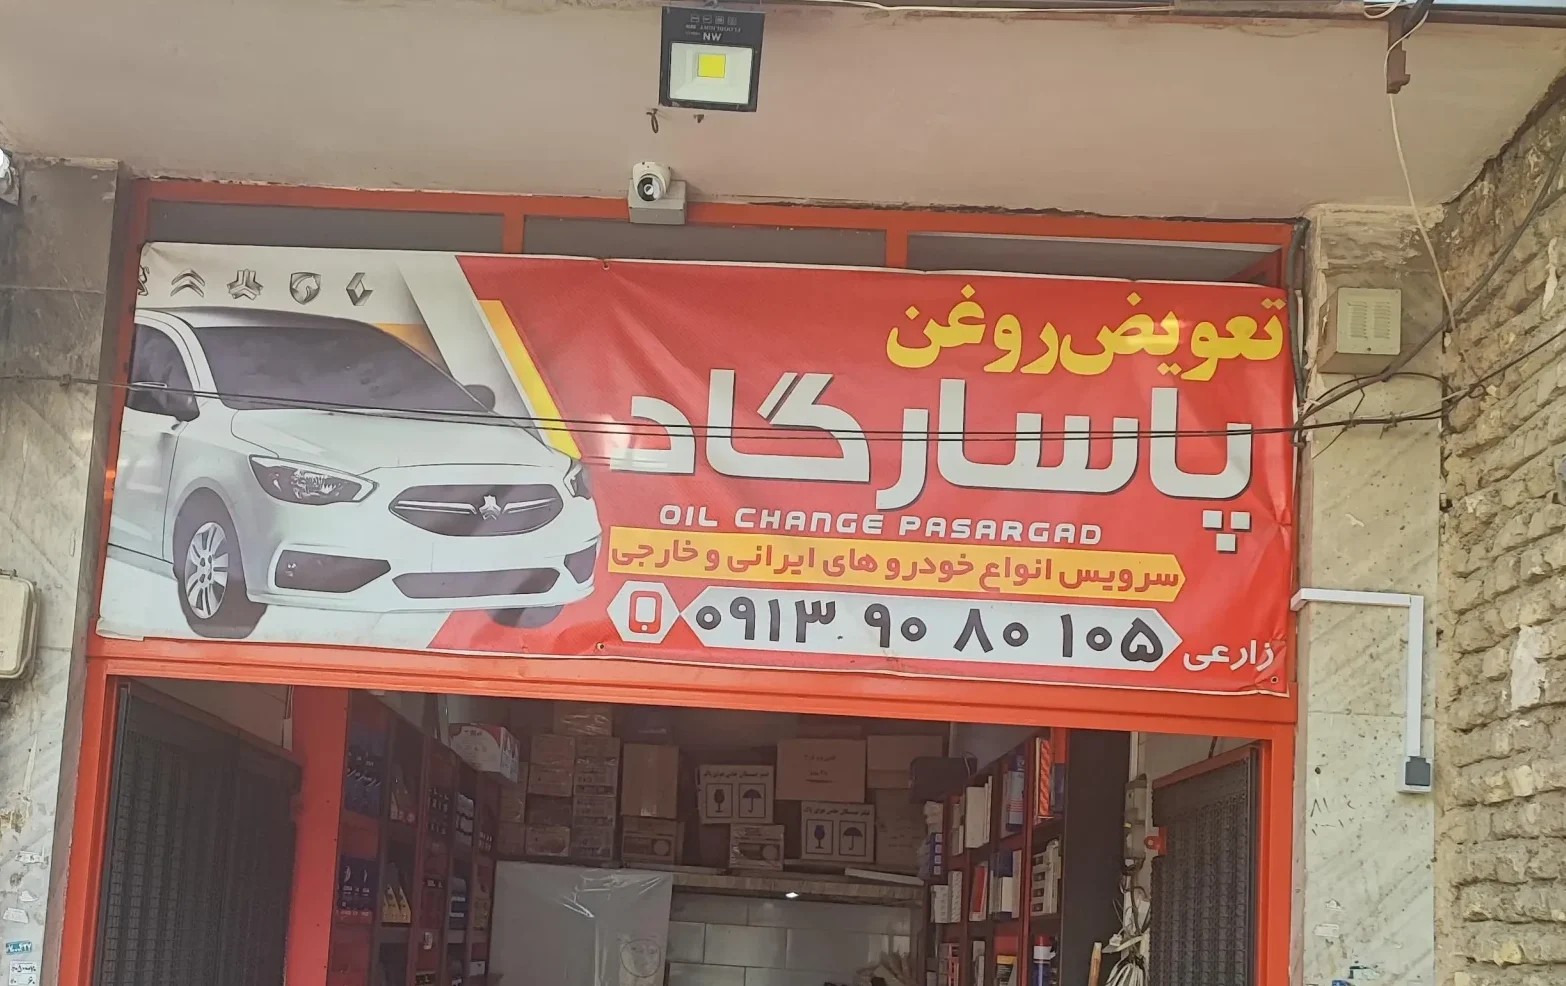 تعویض روغن
پاسارگاد
OIL CHANGE PASARGAD
سرویس انواع خودرو های ایرانی و خارجی
۰۹۱۳ ۹۰ ۸۰ ۱۰۵
زارعی